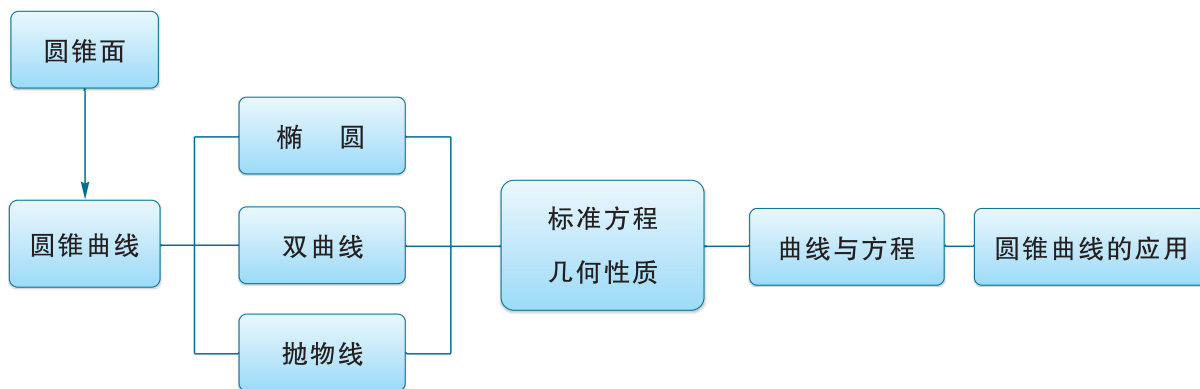 圆锥面
圆锥曲线
椭 圆
双曲线
抛物线
标准方程
几何性质
曲线与方程
圆锥曲线的应用